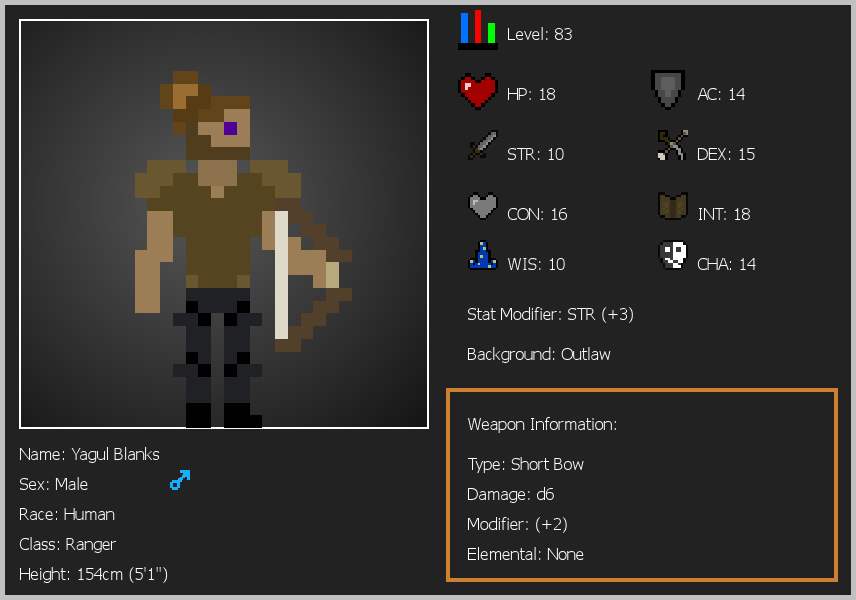 Level: 83
HP: 18
AC: 14
STR: 10
DEX: 15
CON: 16
INT: 18
WIS: 10
CHA: 14
Stat Modifier: STR (+3)
Background: Outlaw
Weapon Information:
Type: Short Bow
Damage: d6
Modifier: (+2)
Elemental: None
Name: Yagul Blanks
Sex: Male
Race: Human
Class: Ranger
Height: 154cm (5'1")